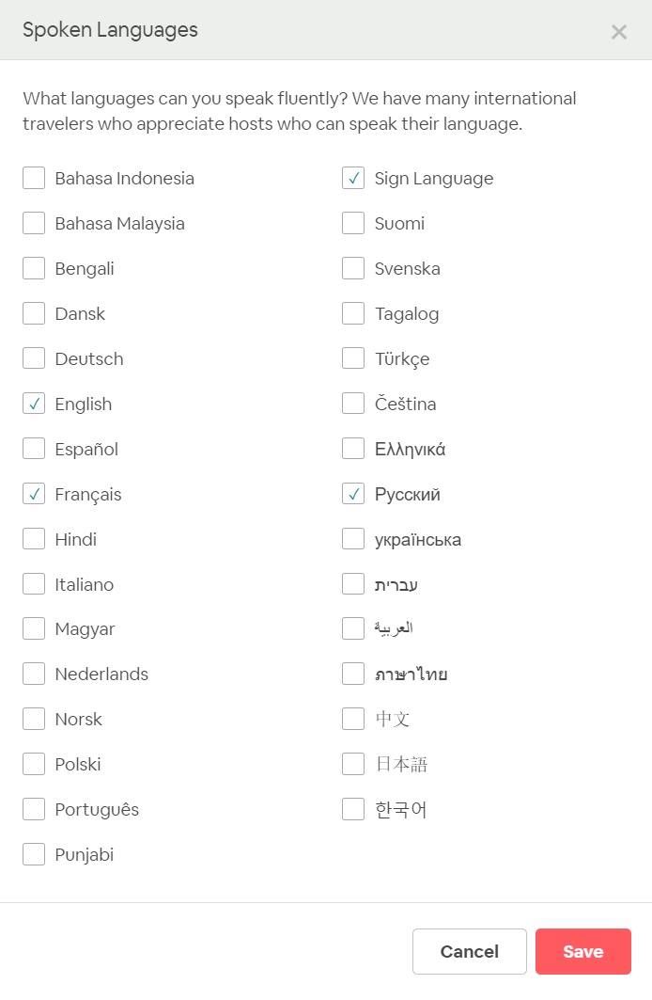 Spoken Languages
What languages can you speak fluently? We have many international
travelers who appreciate hosts who can speak their language.
Bahasa Indonesia
Bahasa Malaysia
Bengali
Dansk
Deutsch
English
Español
Français
Hindi
Italiano
Magyar
Nederlands
Norsk
Polski
Português
Punjabi
Sign Language
Suomi
Svenska
Tagalog
Türkçe
Čeština
Ελληνικά
Русский
українська
עברית
العربية
ภาษาไทย
中文
日本語
한국어
Cancel
Save